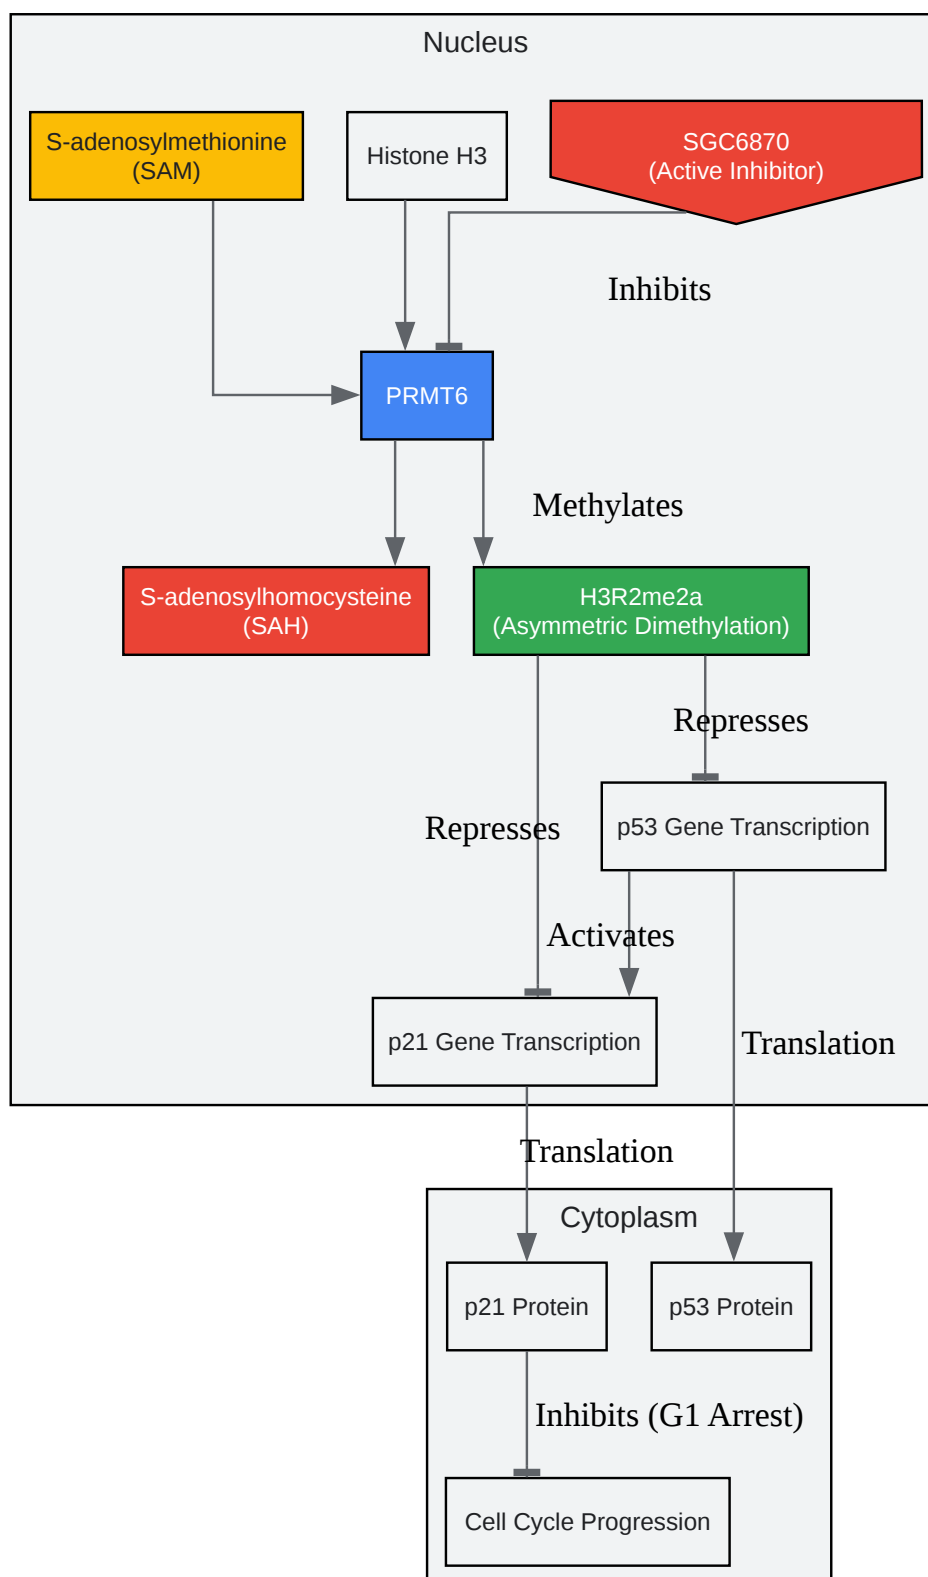 Nucleus
S-adenosylmethionine
(SAM)
Histone H3
SGC6870
(Active Inhibitor)
Inhibits
PRMT6
Methylates
S-adenosylhomocysteine
(SAH)
H3R2me2a
(Asymmetric Dimethylation)
Represses
p53 Gene Transcription
Represses
Activates
p21 Gene Transcription
Translation
Translation
Cytoplasm
p21 Protein
p53 Protein
Inhibits (G1 Arrest)
Cell Cycle Progression